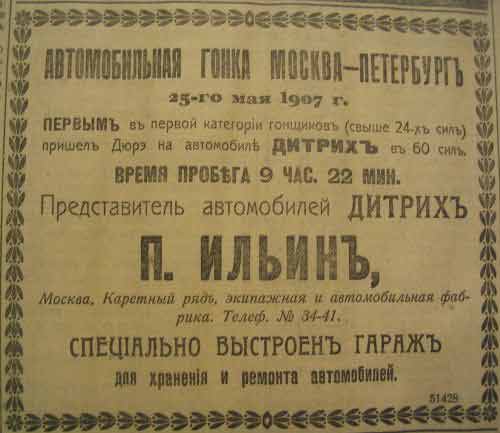 АВТОМОБИЛЬНАЯ ГОНКА МОСКВА—ПЕТЕРБУРГЪ
25-го мая 1907 г.
ПЕРВЫМЪ въ первой категоріи гонщиковъ (свыше 24-хъ силъ)
пришелъ Дюрэ на автомобилѣ ДИТРИХЪ въ 60 силъ.
ВРЕМЯ ПРОБѢГА 9 ЧАС. 22 МИН.
Представитель автомобилей ДИТРИХЪ
П. ИЛЬИНЪ,
Москва, Каретный рядъ, экипажная и автомобильная фаб-
рика. Телеф. № 34-41.
СПЕЦІАЛЬНО ВЫСТРОЕНЪ ГАРАЖЪ
для храненія и ремонта автомобилей.
51428